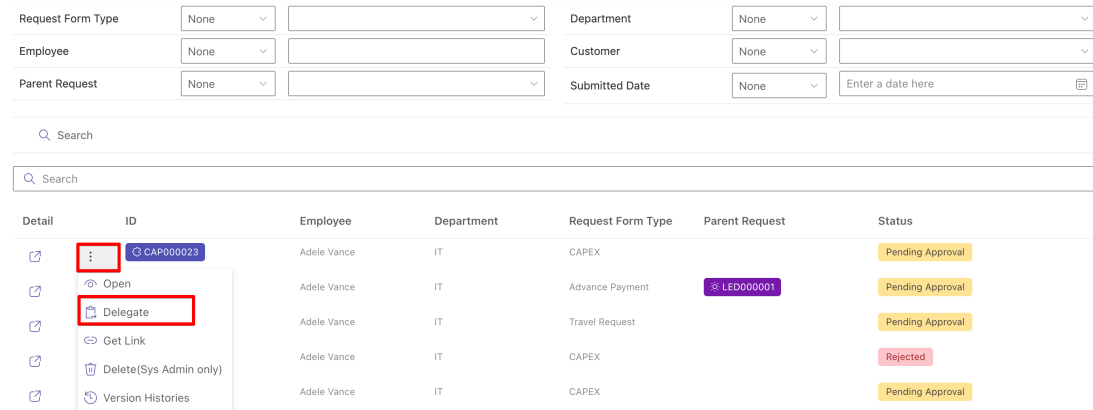 Request Form Type None Department None
Employee None Customer None
Parent Request None Submitted Date None Enter a date here
Search
Search
Detail ID Employee Department Request Form Type Parent Request Status
CAP000023 Adele Vance IT CAPEX Pending Approval
Open Adele Vance IT Advance Payment LED000001 Pending Approval
Delegate Adele Vance IT Travel Request Pending Approval
Get Link
Adele Vance IT CAPEX Rejected
Delete(Sys Admin only)
Adele Vance IT CAPEX Pending Approval
Version Histories